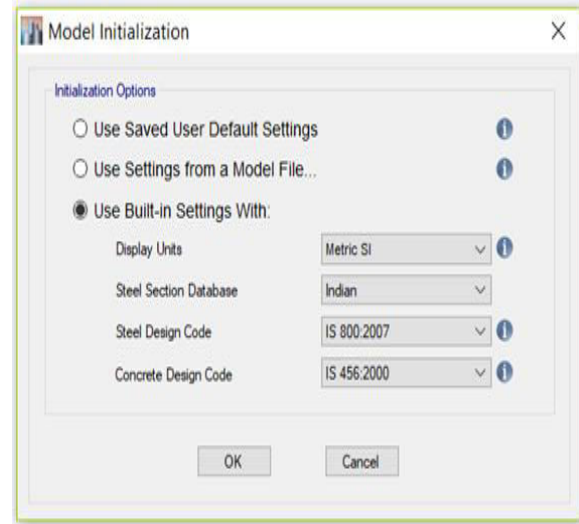 Model Initialization
Initialization Options
Use Saved User Default Settings
Use Settings from a Model File...
Use Built-in Settings With:
Display Units Metric SI
Steel Section Database Indian
Steel Design Code IS 800:2007
Concrete Design Code IS 456:2000
OK Cancel